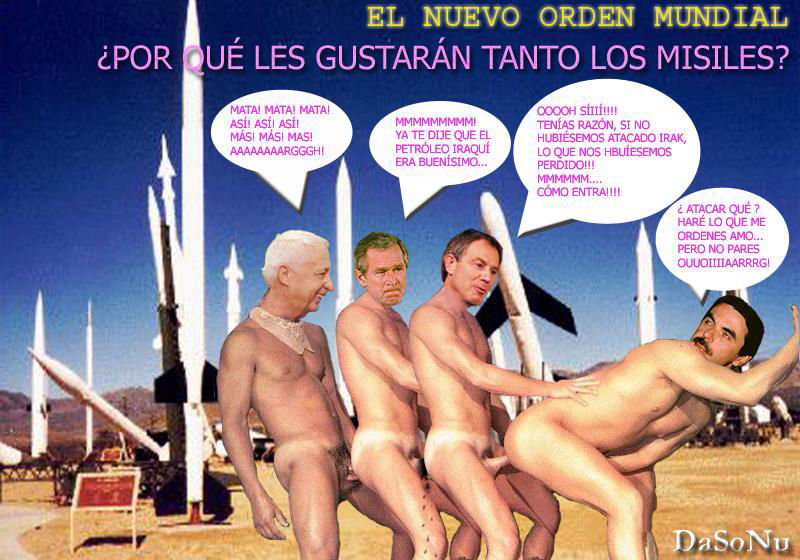 EL NUEVO ORDEN MUNDIAL
¿POR QUÉ LES GUSTARÁN TANTO LOS MISILES?
MATA! MATA! MATA!
ASÍ! ASÍ! ASÍ!
MÁS! MÁS! MAS!
AAAAAAAARGGGH!
MMMMMMMMM!
YA TE DIJE QUE EL
PETRÓLEO IRAQUÍ
ERA BUENÍSIMO...
OOOOH SÍIIÍ!!!!
TENÍAS RAZÓN, SI NO
HUBIÉSEMOS ATACADO IRAK,
LO QUE NOS HBUÍESEMOS
PERDIDO!!!
MMMMMM....
CÓMO ENTRA!!!!
¿ ATACAR QUÉ ?
HARÉ LO QUE ME
ORDENES AMO...
PERO NO PARES
OUUOIIIIAARRRG!
DaSoNu